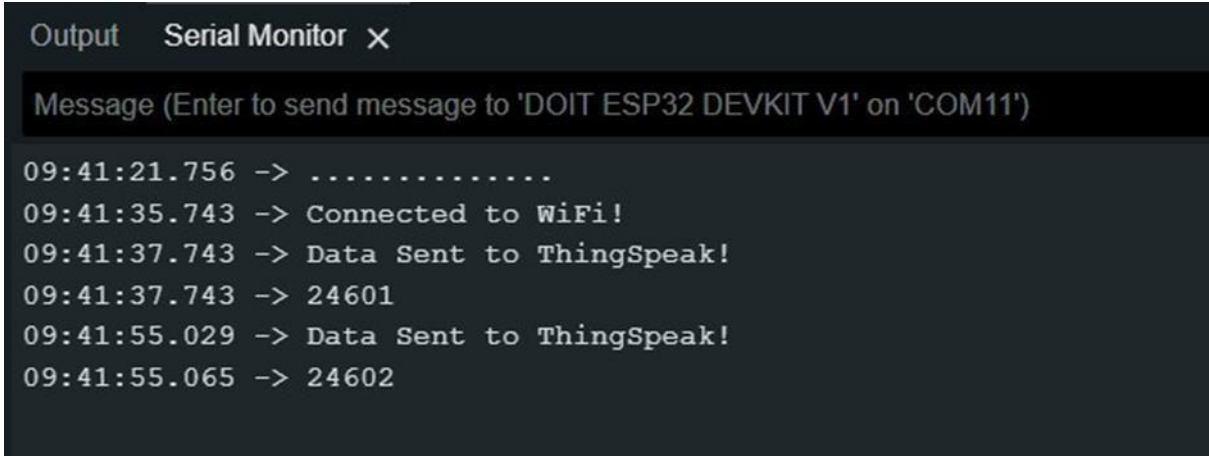 Output Serial Monitor ×
Message (Enter to send message to 'DOIT ESP32 DEVKIT V1' on 'COM11')
09:41:21.756 -> ..............
09:41:35.743 -> Connected to WiFi!
09:41:37.743 -> Data Sent to ThingSpeak!
09:41:37.743 -> 24601
09:41:55.029 -> Data Sent to ThingSpeak!
09:41:55.065 -> 24602